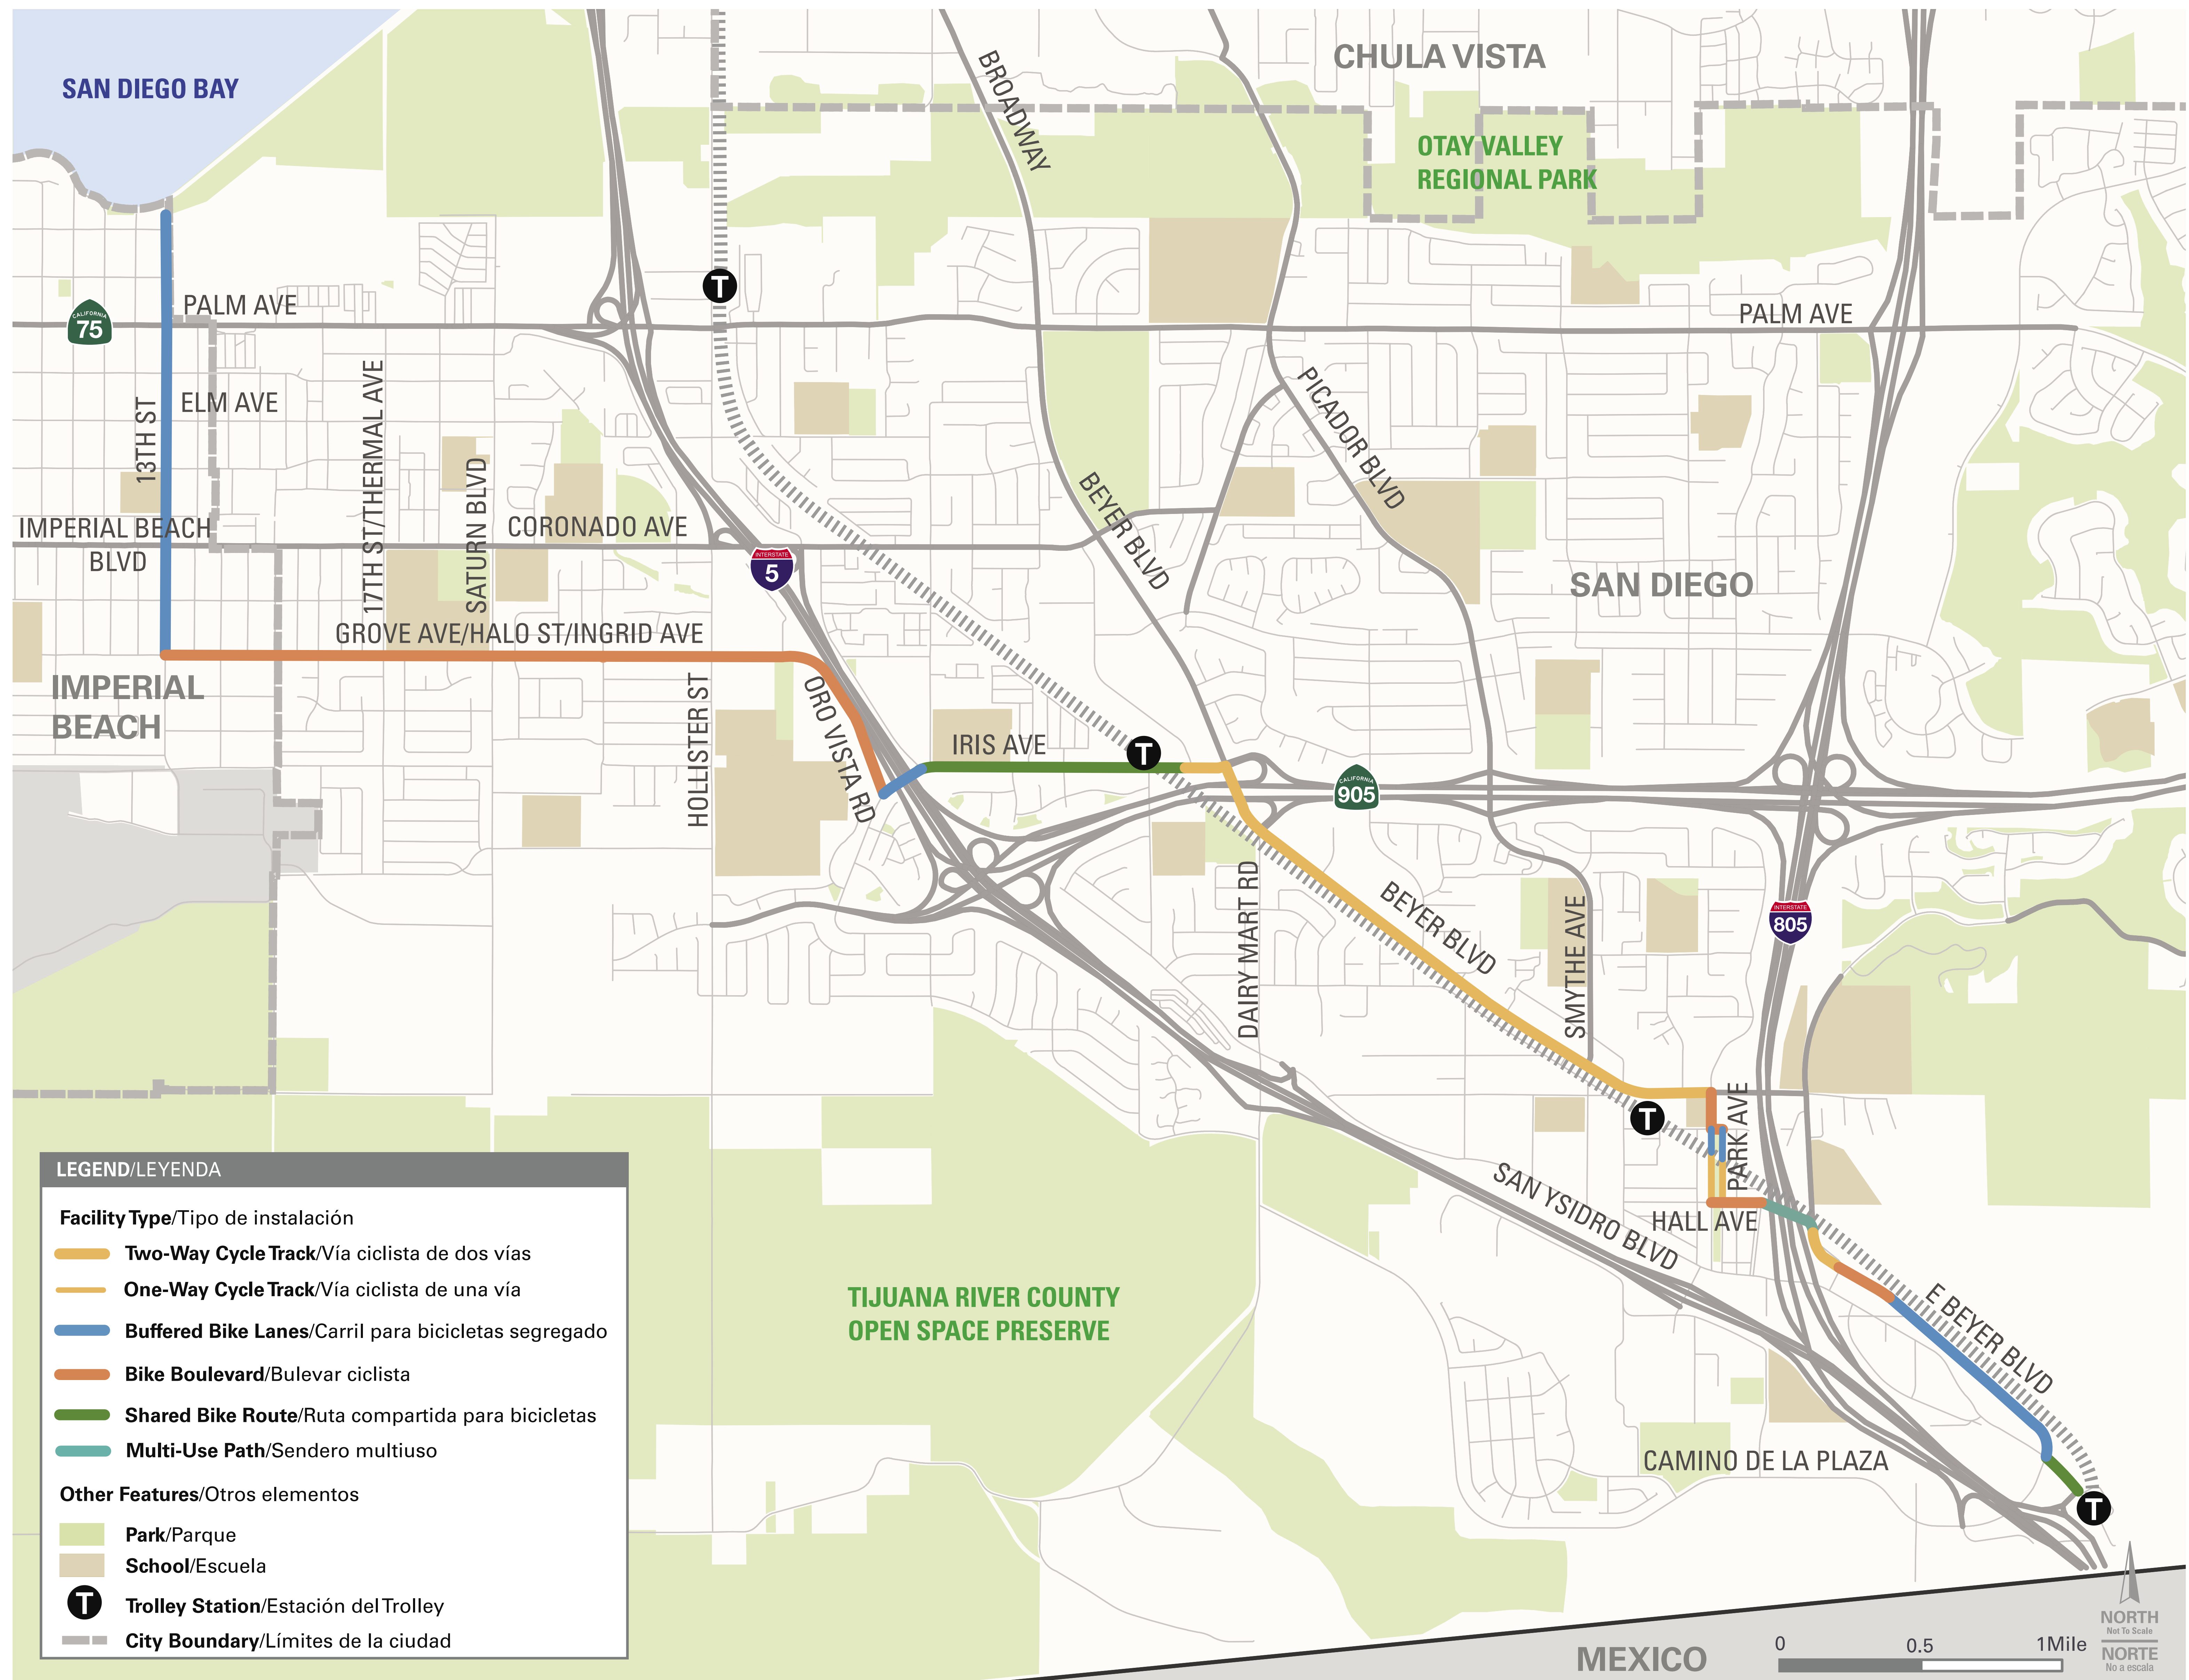 CHULA VISTA
SAN DIEGO BAY
BROADWAY
OTAY VALLEY
REGIONAL PARK
T
PALM AVE
CALIFORNIA
75
PALM AVE
ELM AVE
13TH ST
17TH ST/THERMAL AVE
SATURN BLVD
PICADOR BLVD
BEYER BLVD
IMPERIAL BEACH
BLVD
CORONADO AVE
INTERSTATE
5
SAN DIEGO
GROVE AVE/HALO ST/INGRID AVE
IMPERIAL
BEACH
HOLLISTER ST
ORO VISTA RD
IRIS AVE
T
CALIFORNIA
905
DAIRY MART RD
BEYER BLVD
SMYTHE AVE
INTERSTATE
805
T
PARK AVE
SAN YSIDRO BLVD
HALL AVE
E BEYER BLVD
TIJUANA RIVER COUNTY
OPEN SPACE PRESERVE
CAMINO DE LA PLAZA
T
LEGEND/LEYENDA
Facility Type/Tipo de instalación
Two-Way Cycle Track/Vía ciclista de dos vías
One-Way Cycle Track/Vía ciclista de una vía
Buffered Bike Lanes/Carril para bicicletas segregado
Bike Boulevard/Bulevar ciclista
Shared Bike Route/Ruta compartida para bicicletas
Multi-Use Path/Sendero multiuso
Other Features/Otros elementos
Park/Parque
School/Escuela
T Trolley Station/Estación del Trolley
City Boundary/Límites de la ciudad
MEXICO
0 0.5 1Mile
NORTH
Not To Scale
NORTE
No a escala